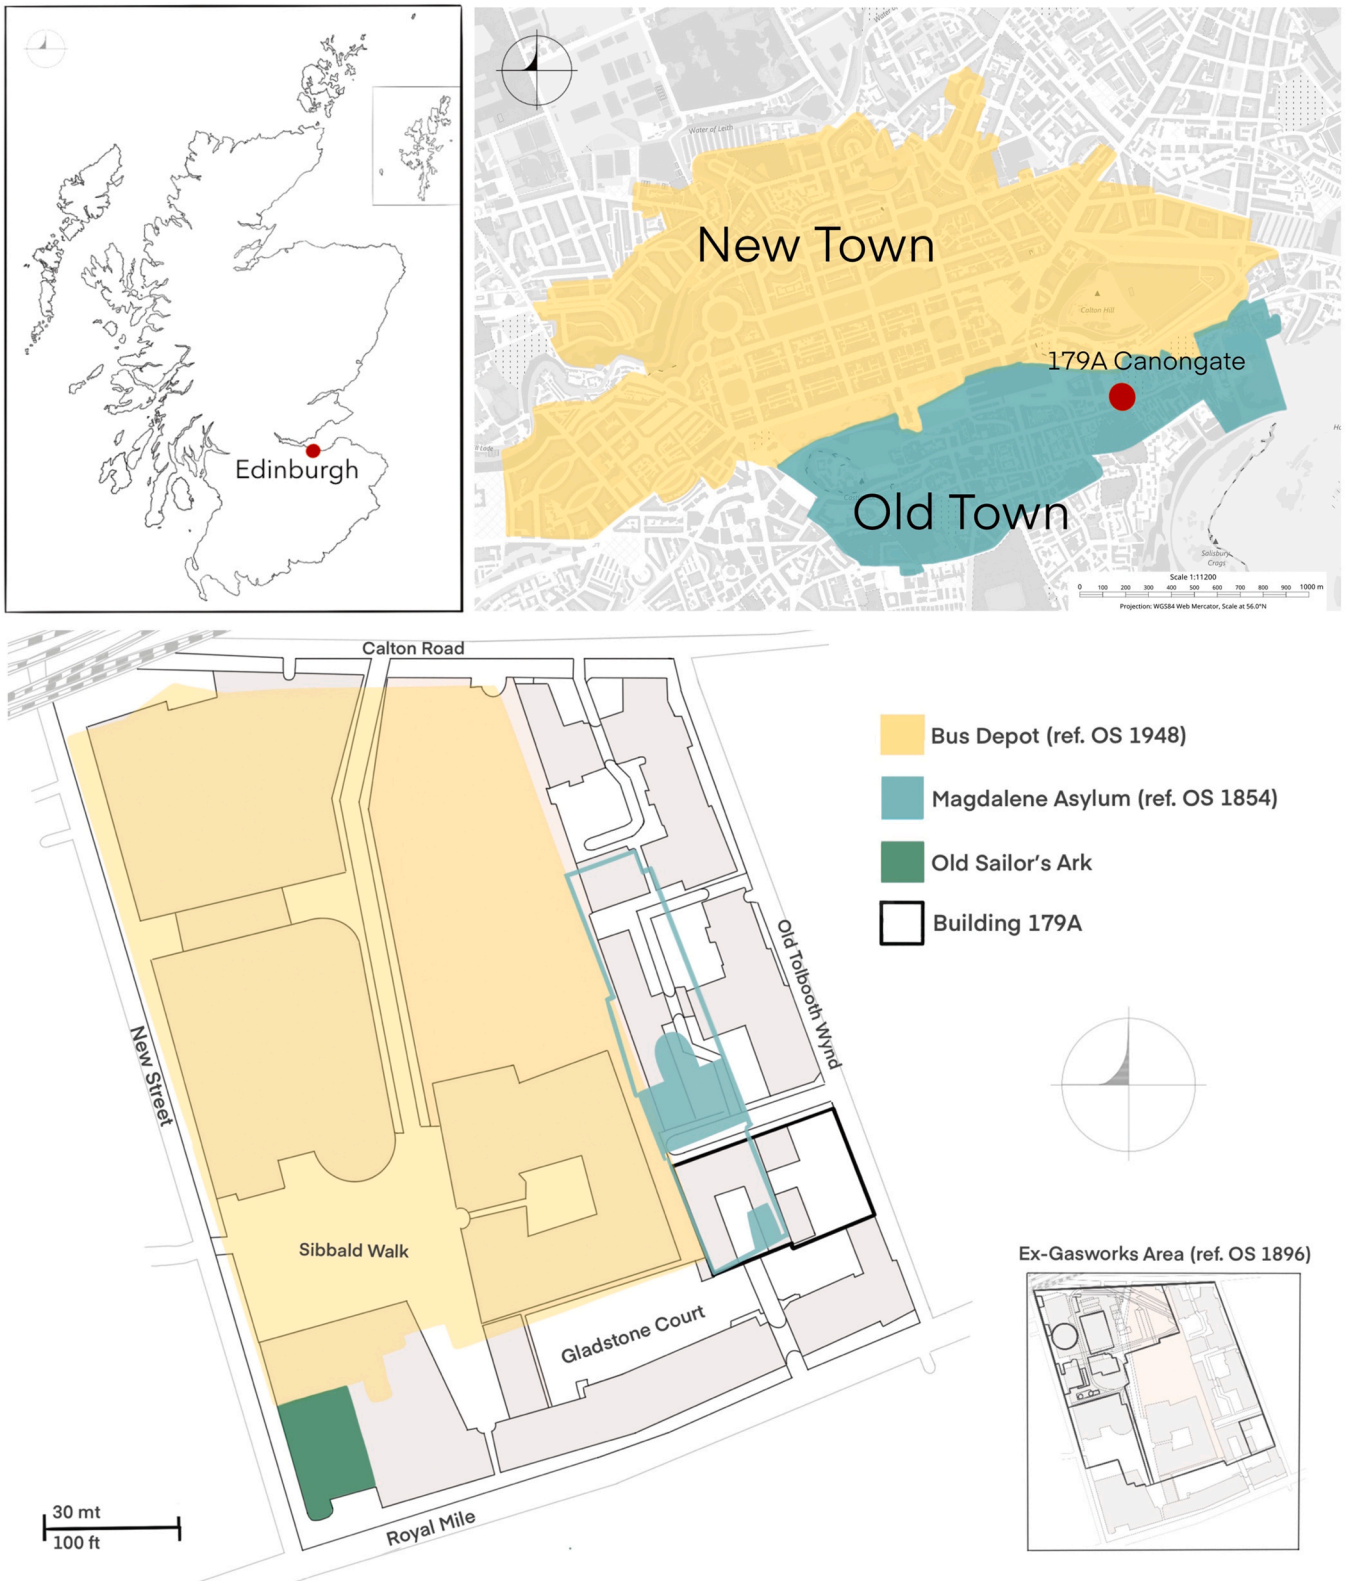 Edinburgh
Water of Leith
New Town
Calton Hill
179A Canongate
Old Town
Salisbury
Crags
Scale 1:11200
0 100 200 300 400 500 600 700 800 900 1000 m
Projection: WGS84 Web Mercator, Scale at 56.0°N
Calton Road
Bus Depot (ref. OS 1948)
Magdalene Asylum (ref. OS 1854)
Old Sailor's Ark
Building 179A
Old Tolbooth Wynd
New Street
Sibbald Walk
Gladstone Court
Ex-Gasworks Area (ref. OS 1896)
30 mt
100 ft
Royal Mile